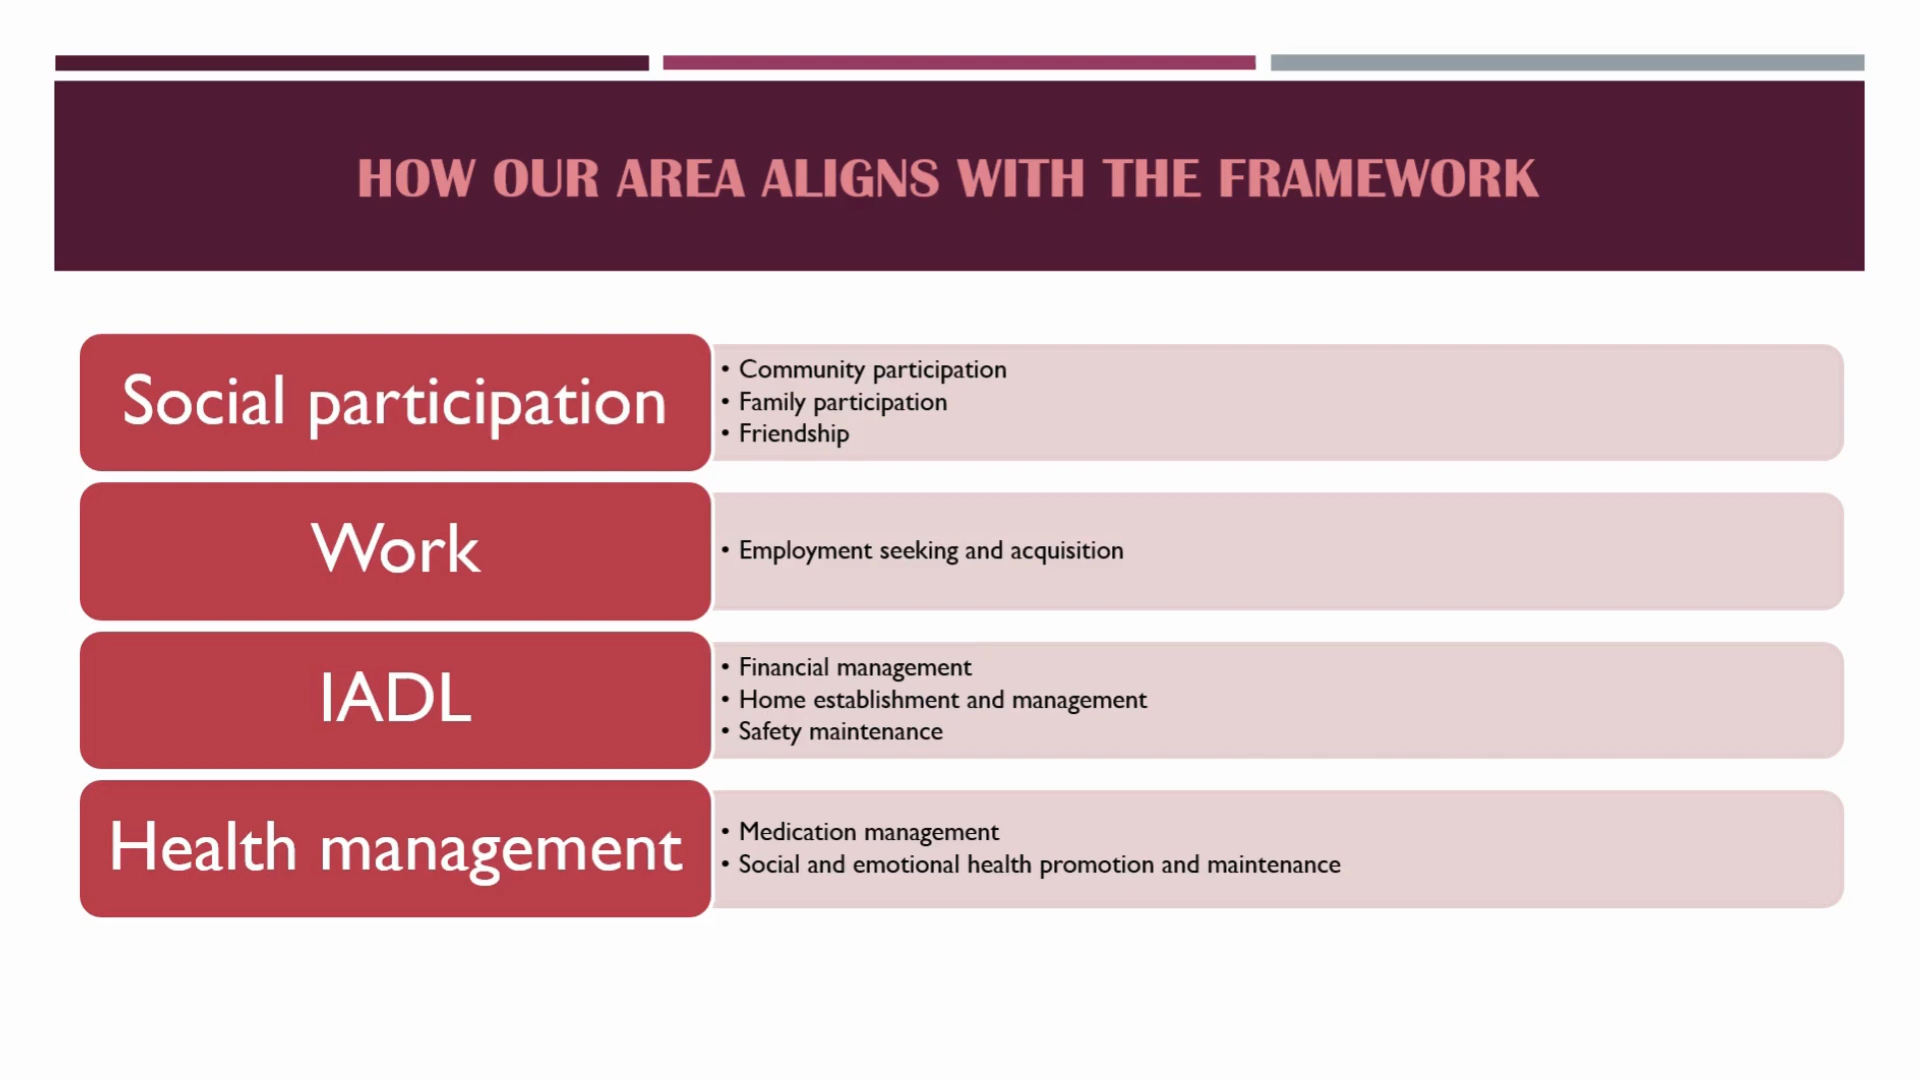 HOW OUR AREA ALIGNS WITH THE FRAMEWORK
Social participation
• Community participation
• Family participation
• Friendship
Work
• Employment seeking and acquisition
IADL
• Financial management
• Home establishment and management
• Safety maintenance
Health management
• Medication management
• Social and emotional health promotion and maintenance